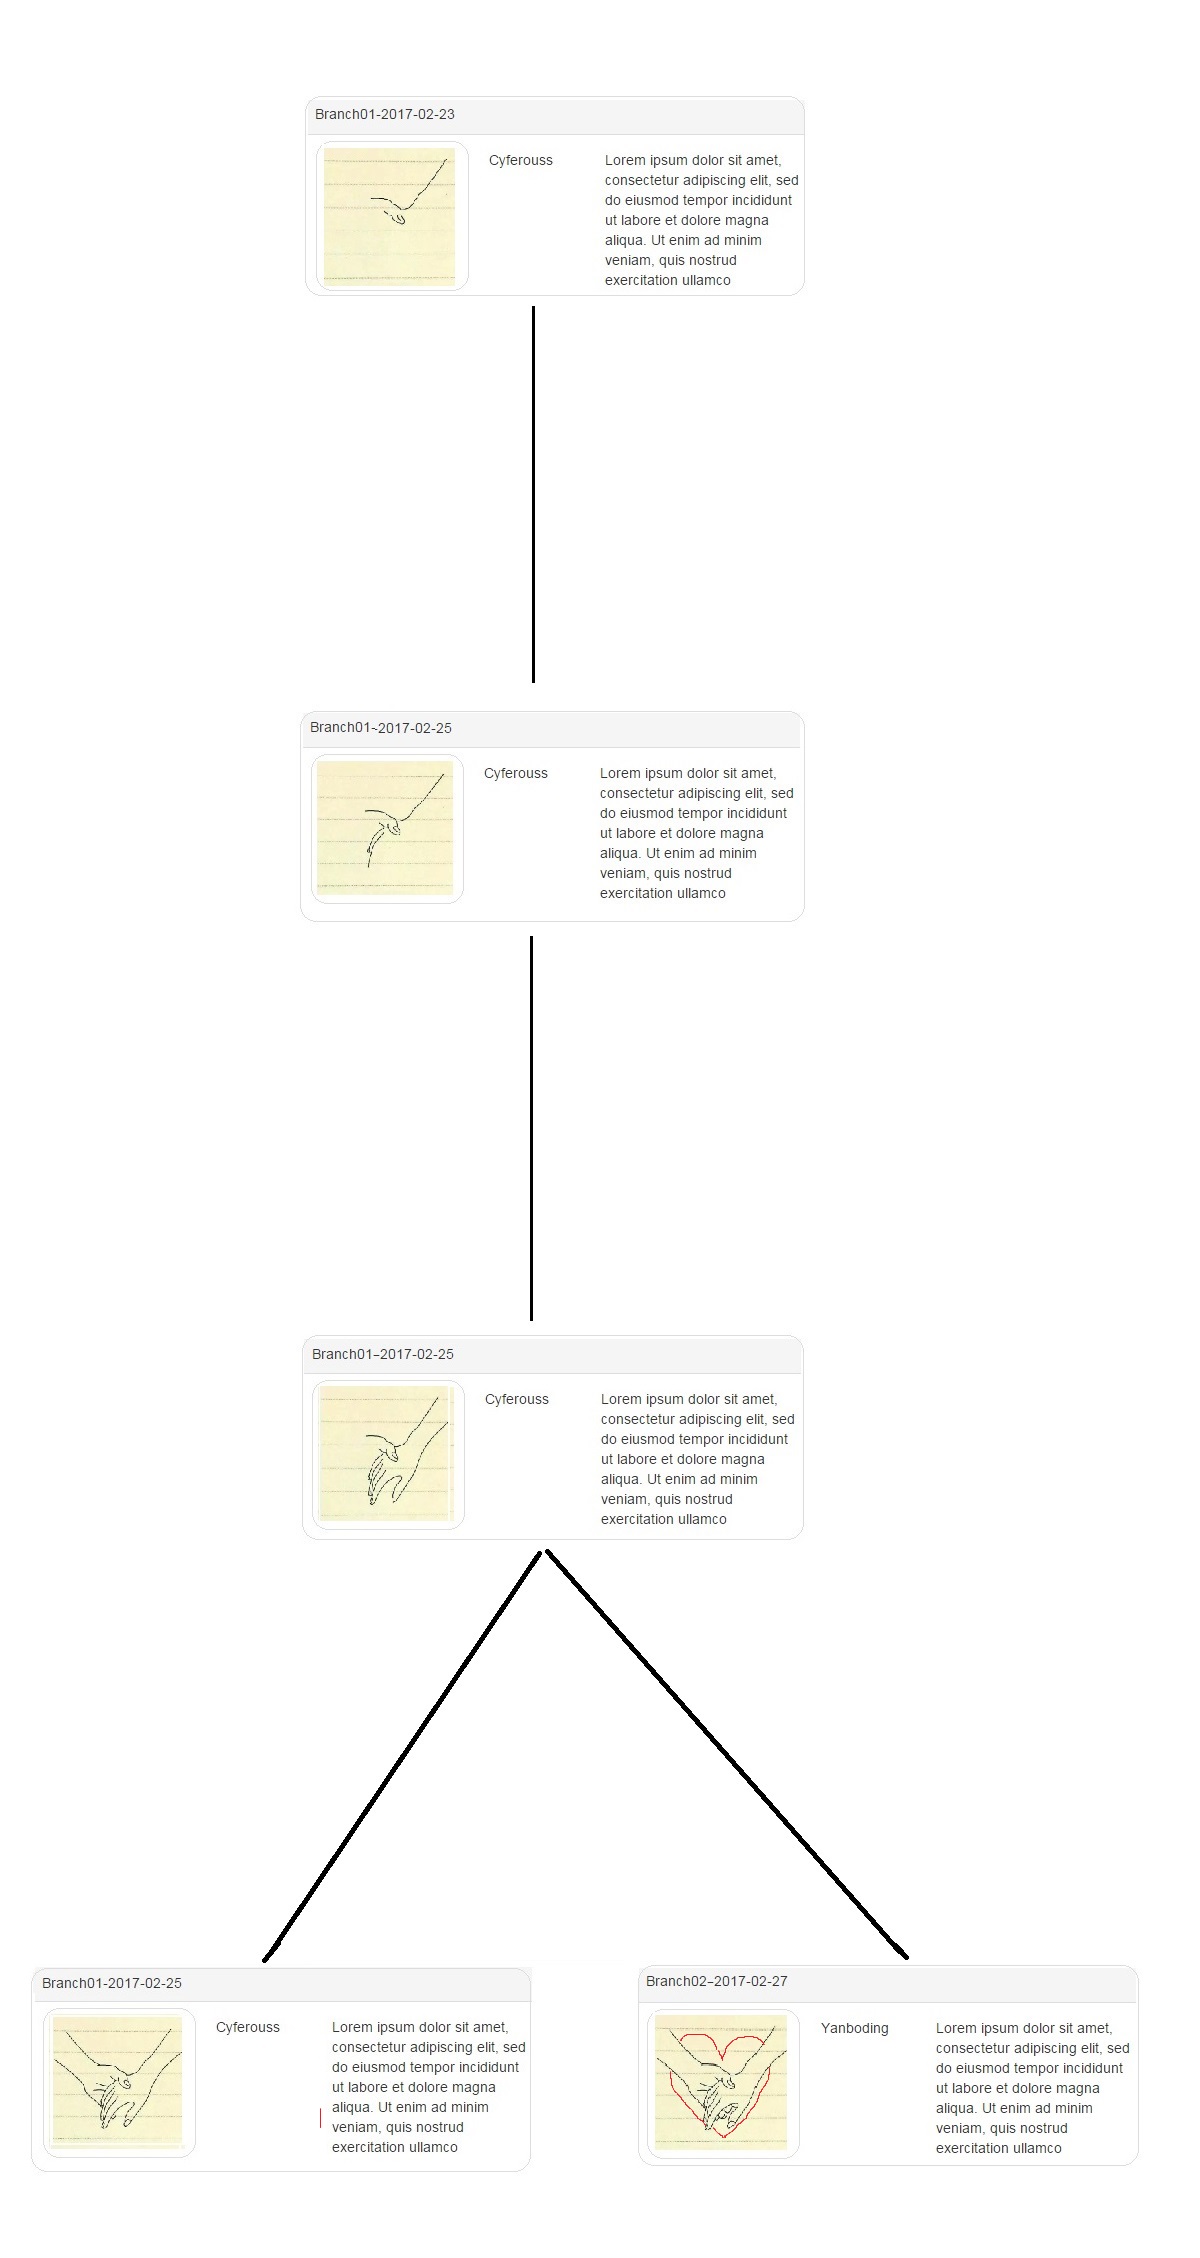 Branch01-2017-02-23
Cyferouss
Lorem ipsum dolor sit amet,
consectetur adipiscing elit, sed
do eiusmod tempor incididunt
ut labore et dolore magna
aliqua. Ut enim ad minim
veniam, quis nostrud
exercitation ullamco
Branch01~2017-02-25
Cyferouss
Lorem ipsum dolor sit amet,
consectetur adipiscing elit, sed
do eiusmod tempor incididunt
ut labore et dolore magna
aliqua. Ut enim ad minim
veniam, quis nostrud
exercitation ullamco
Branch01–2017-02-25
Cyferouss
Lorem ipsum dolor sit amet,
consectetur adipiscing elit, sed
do eiusmod tempor incididunt
ut labore et dolore magna
aliqua. Ut enim ad minim
veniam, quis nostrud
exercitation ullamco
Branch01-2017-02-25
Cyferouss
Lorem ipsum dolor sit amet,
consectetur adipiscing elit, sed
do eiusmod tempor incididunt
ut labore et dolore magna
aliqua. Ut enim ad minim
veniam, quis nostrud
exercitation ullamco
Branch02–2017-02-27
Yanboding
Lorem ipsum dolor sit amet,
consectetur adipiscing elit, sed
do eiusmod tempor incididunt
ut labore et dolore magna
aliqua. Ut enim ad minim
veniam, quis nostrud
exercitation ullamco